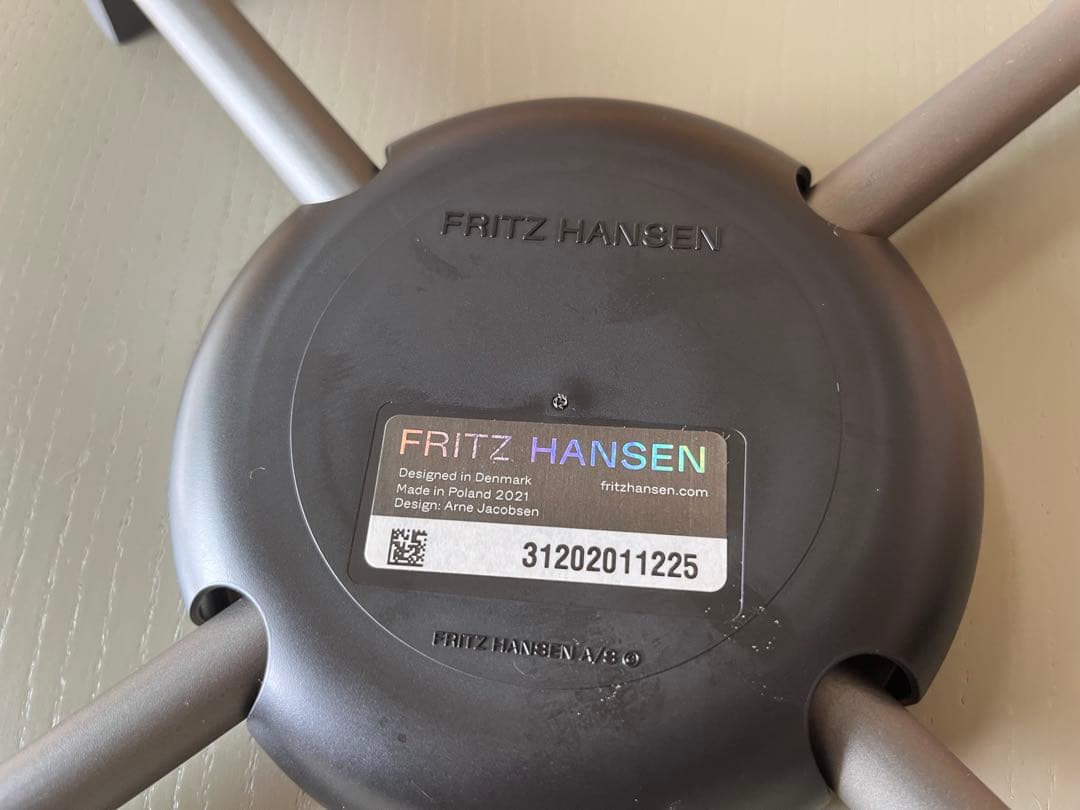 FRITZ HANSEN
FRITZ HANSEN
Designed in Denmark
Made in Poland 2021
Design: Arne Jacobsen
fritzhansen.com
31202011225
FRITZ HANSEN A/S ©